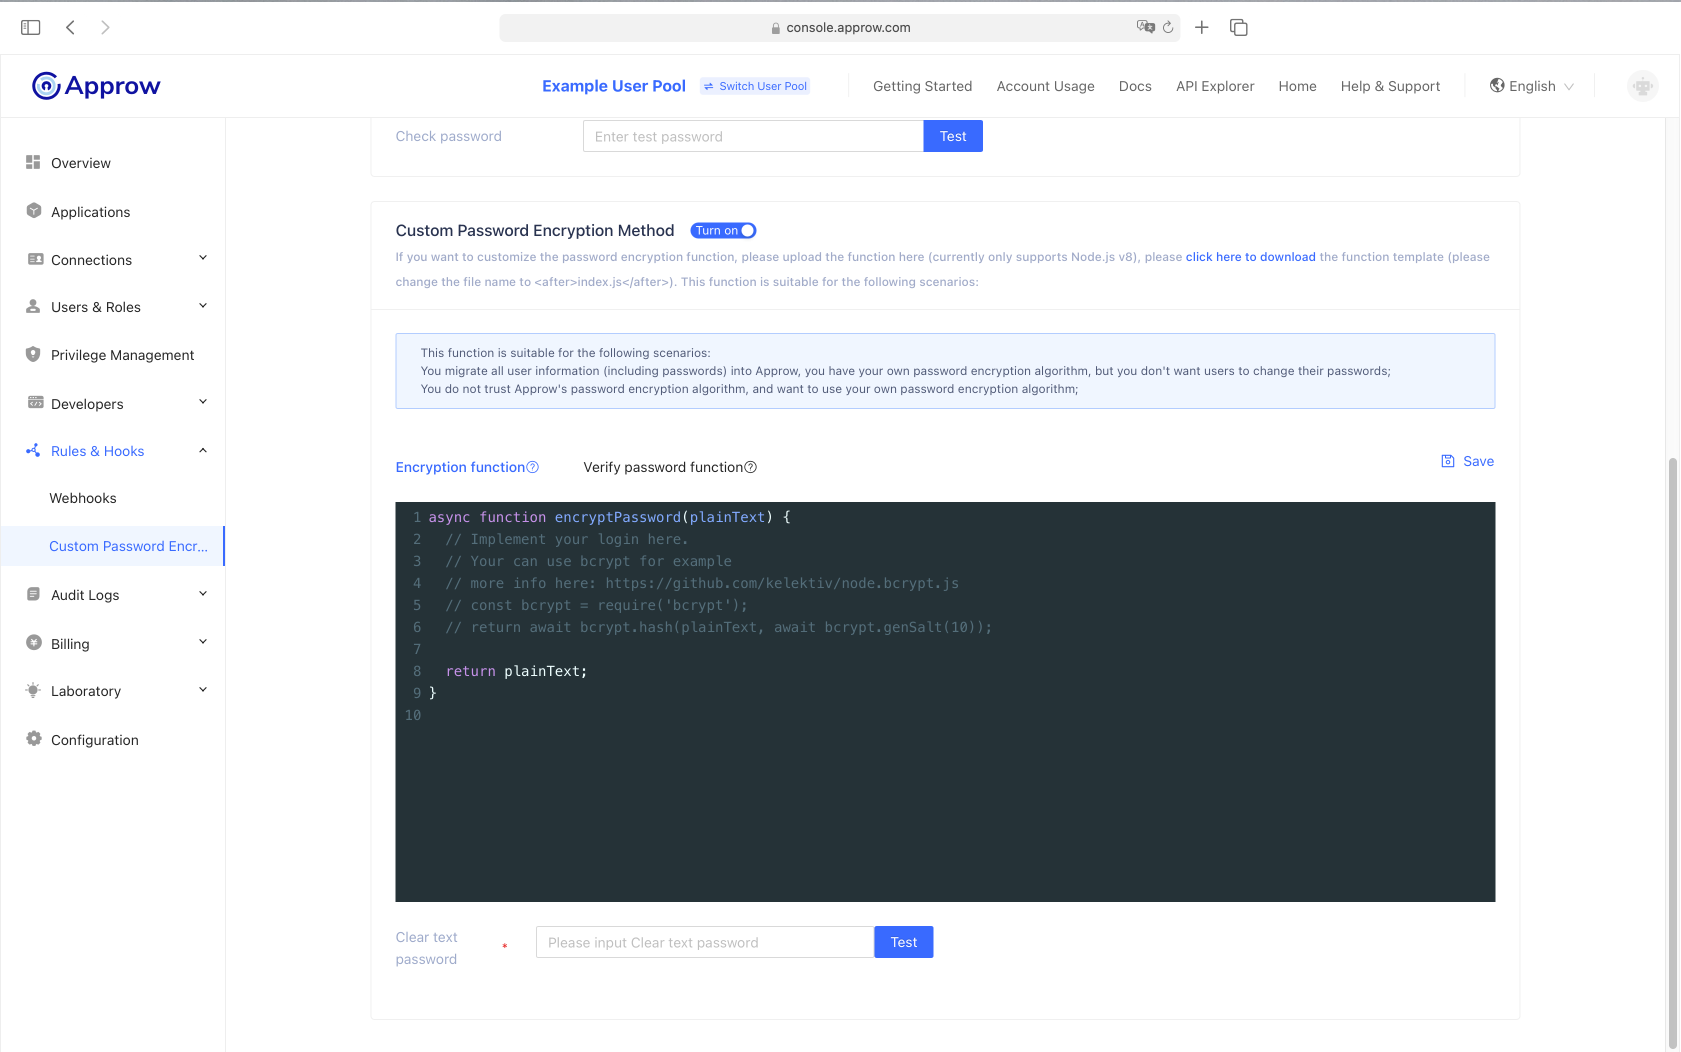 console.approw.com
Approw
Example User Pool
Switch User Pool
Getting Started
Account Usage
Docs
API Explorer
Home
Help & Support
English
Overview
Applications
Connections
Users & Roles
Privilege Management
Developers
Rules & Hooks
Webhooks
Custom Password Encr...
Audit Logs
Billing
Laboratory
Configuration
Check password
Enter test password
Test
Custom Password Encryption Method
Turn on
If you want to customize the password encryption function, please upload the function here (currently only supports Node.js v8), please click here to download the function template (please
change the file name to <after>index.js</after>). This function is suitable for the following scenarios:
This function is suitable for the following scenarios:
You migrate all user information (including passwords) into Approw, you have your own password encryption algorithm, but you don't want users to change their passwords;
You do not trust Approw's password encryption algorithm, and want to use your own password encryption algorithm;
Encryption function
Verify password function
Save
1 async function encryptPassword(plainText) {
2   // Implement your login here.
3   // Your can use bcrypt for example
4   // more info here: https://github.com/kelektiv/node.bcrypt.js
5   // const bcrypt = require('bcrypt');
6   // return await bcrypt.hash(plainText, await bcrypt.genSalt(10));
7
8   return plainText;
9 }
10
Clear text
password
*
Please input Clear text password
Test